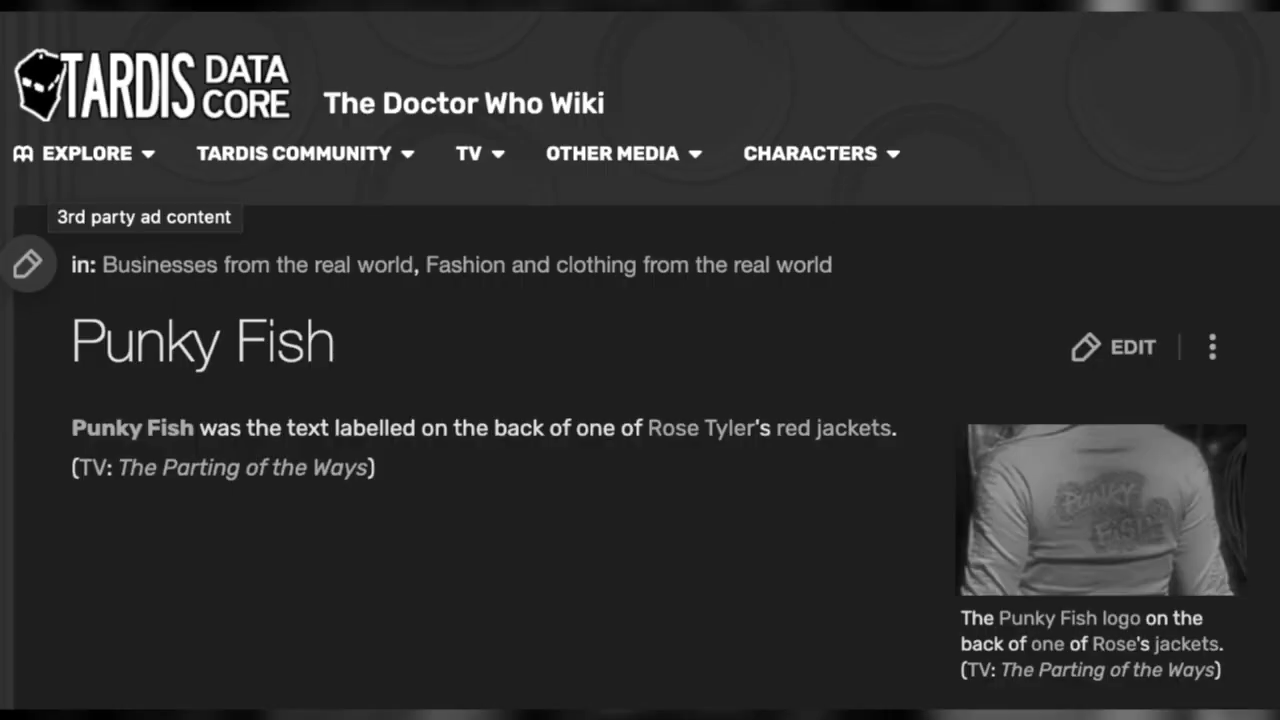 TARDIS DATA CORE
The Doctor Who Wiki
EXPLORE TARDIS COMMUNITY TV OTHER MEDIA CHARACTERS
3rd party ad content
in: Businesses from the real world, Fashion and clothing from the real world
Punky Fish
EDIT
Punky Fish was the text labelled on the back of one of Rose Tyler's red jackets.
(TV: The Parting of the Ways)
PUNKY
FiSH
The Punky Fish logo on the
back of one of Rose's jackets.
(TV: The Parting of the Ways)